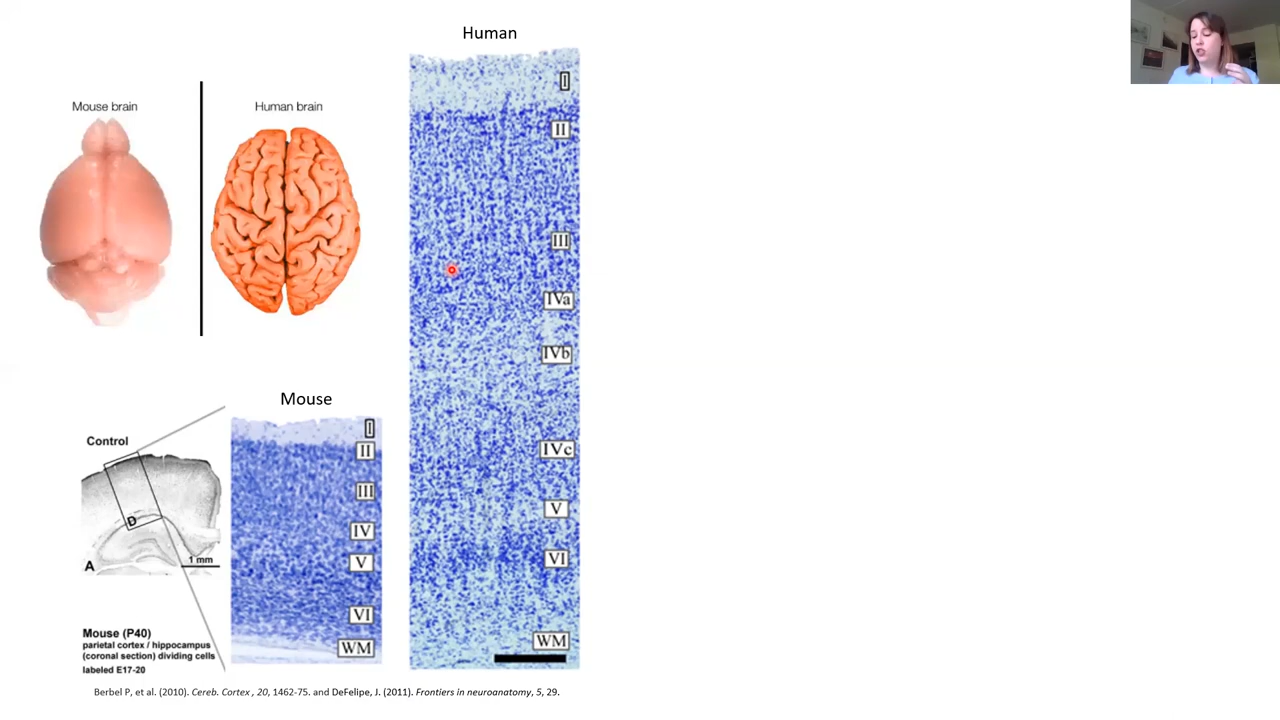 Human
Mouse brain
Human brain
I
II
III
IVa
IVb
IVc
V
VI
WM
Mouse
I
II
III
IV
V
VI
WM
Control
D
A
1 mm
Mouse (P40)
parietal cortex / hippocampus
(coronal section) dividing cells
labeled E17-20
Berbel P, et al. (2010). Cereb. Cortex , 20, 1462-75. and DeFelipe, J. (2011). Frontiers in neuroanatomy, 5, 29.